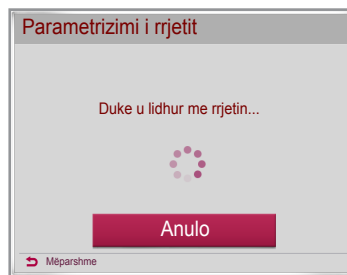 Parametrizimi i rrjetit
Duke u lidhur me rrjetin...
Anulo
Mëparshme